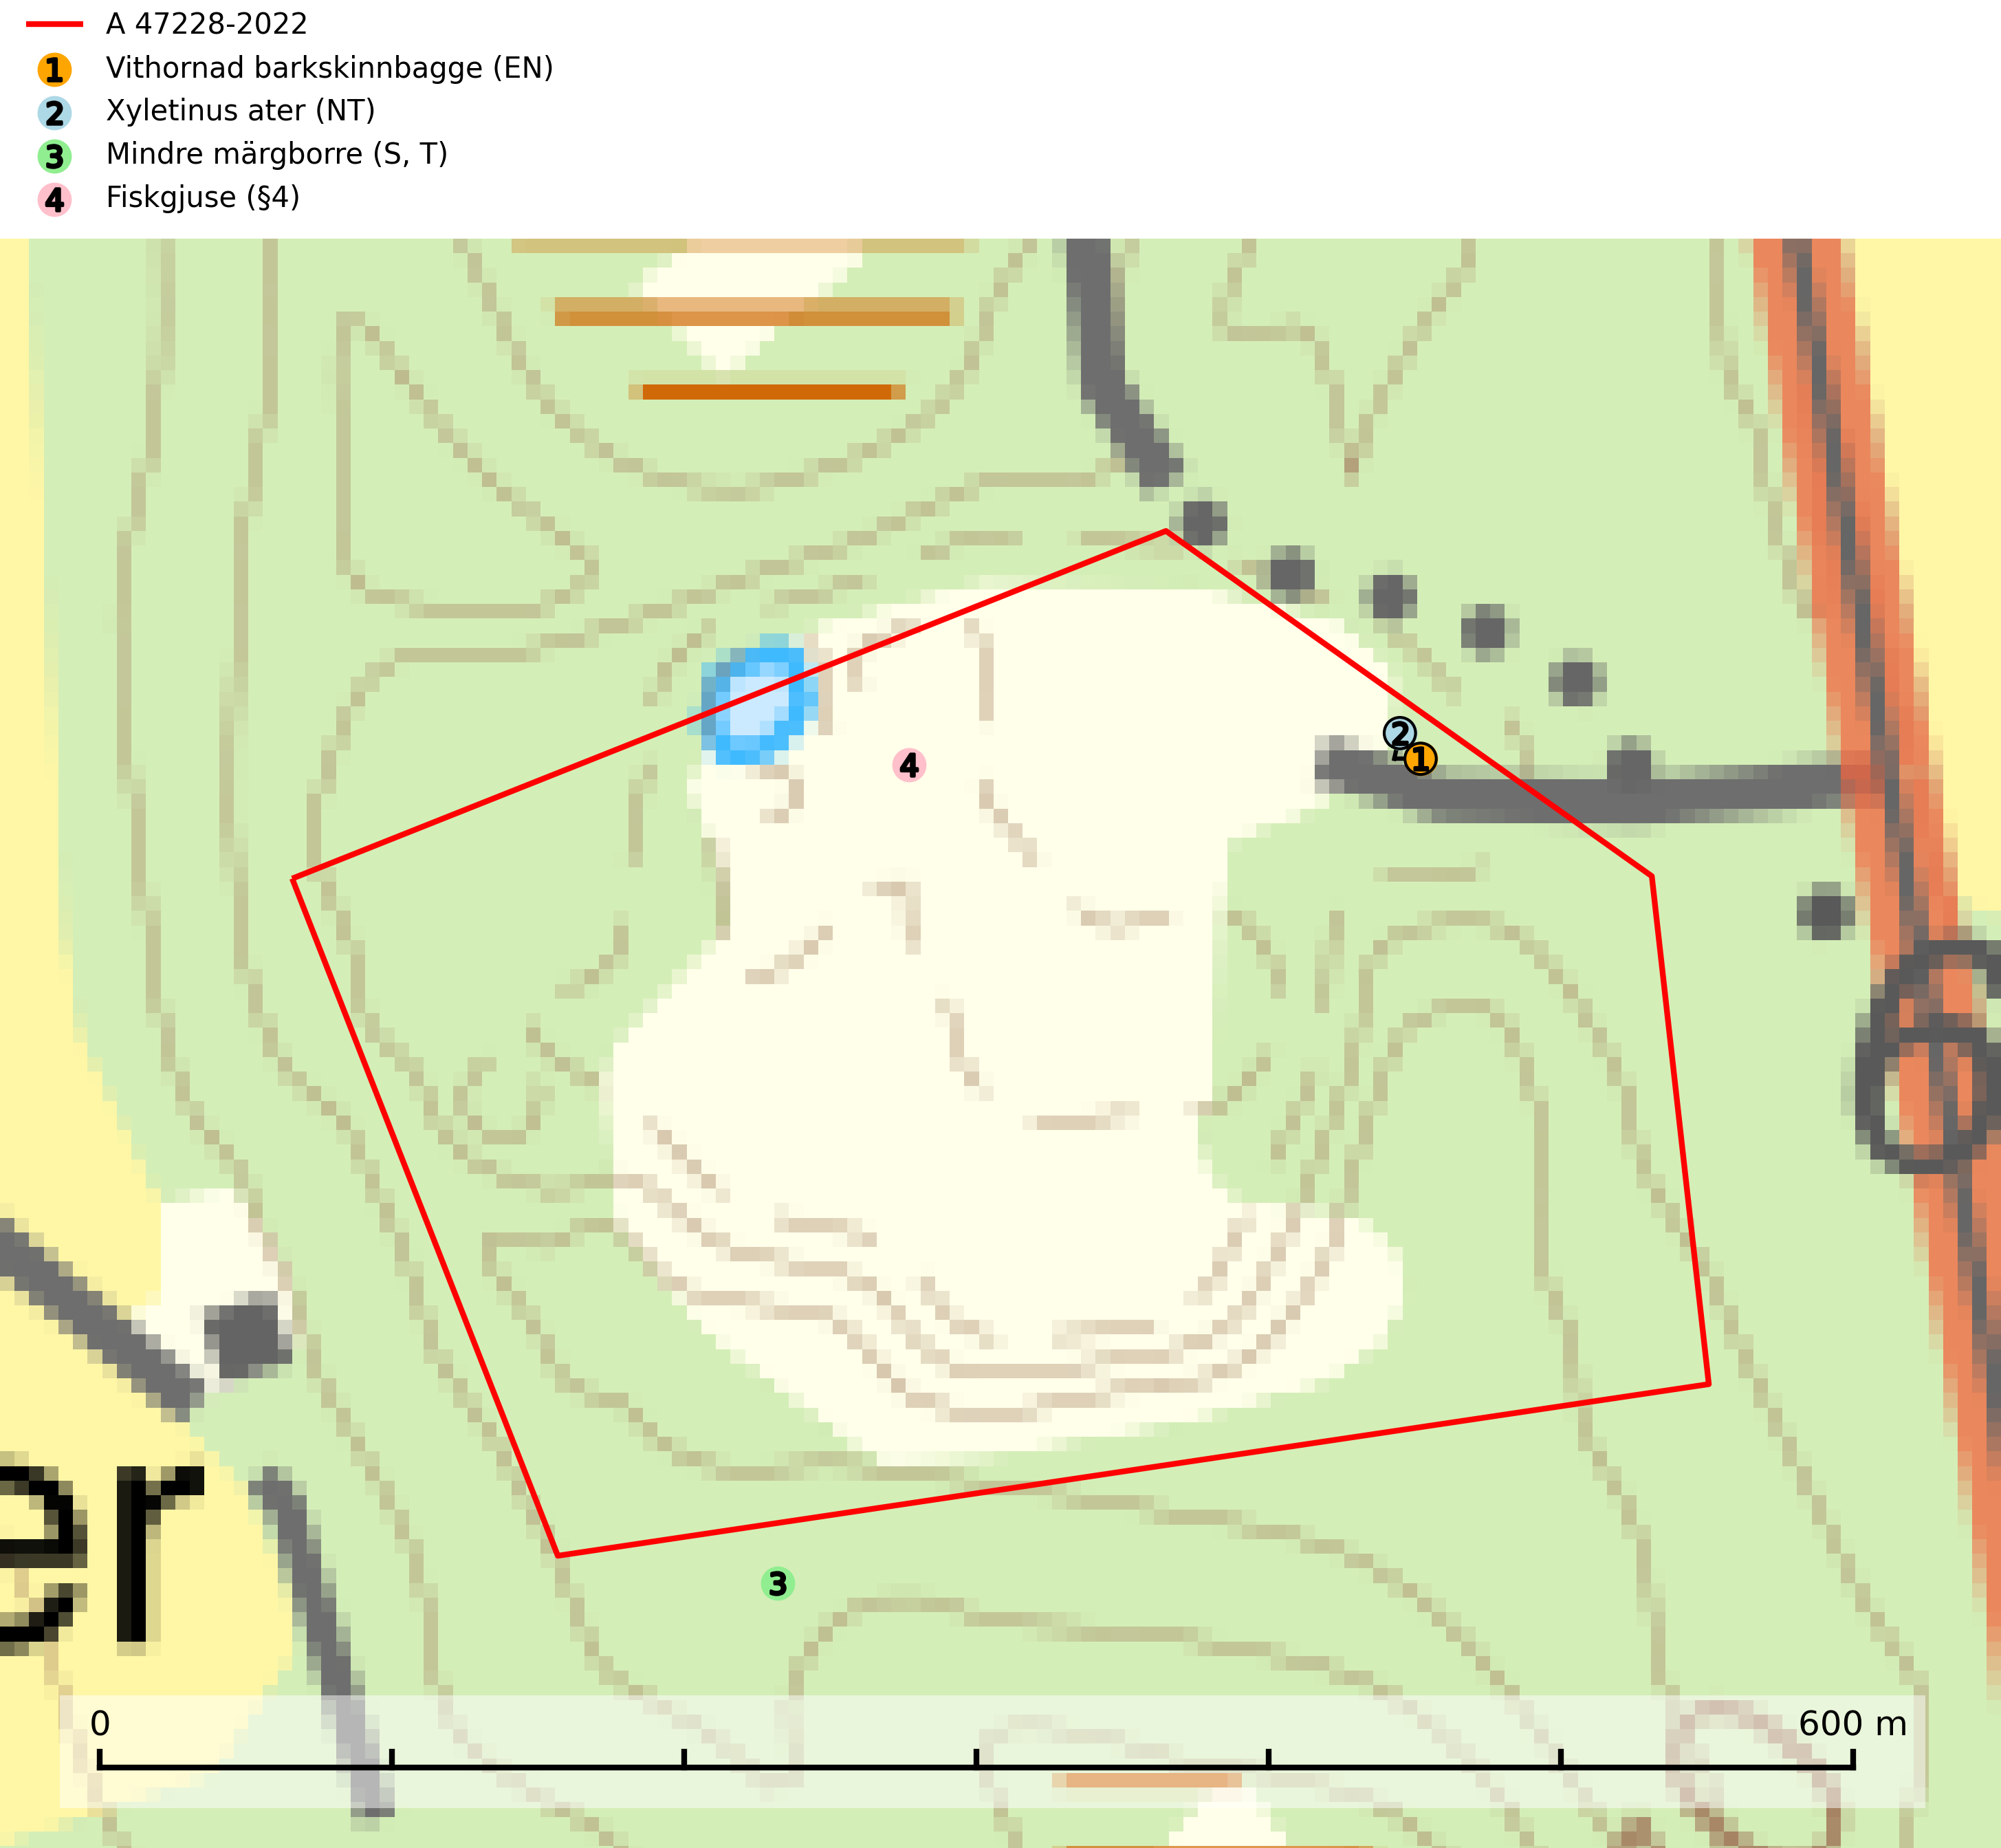 A 47228-2022
1 Vithornad barkskinnbagge (EN)
2 Xyletinus ater (NT)
3 Mindre märgborre (S, T)
4 Fiskgjuse (§4)
2
1
4
er
3
0 600 m